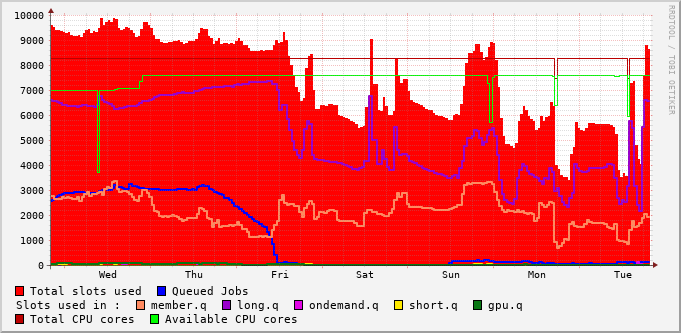 10000
9000
8000
7000
6000
5000
4000
3000
2000
1000
0
Wed Thu Fri Sat Sun Mon Tue
Total slots used Queued Jobs
Slots used in : member.q long.q ondemand.q short.q gpu.q
Total CPU cores Available CPU cores
RRDTOOL / TOBI OETIKER